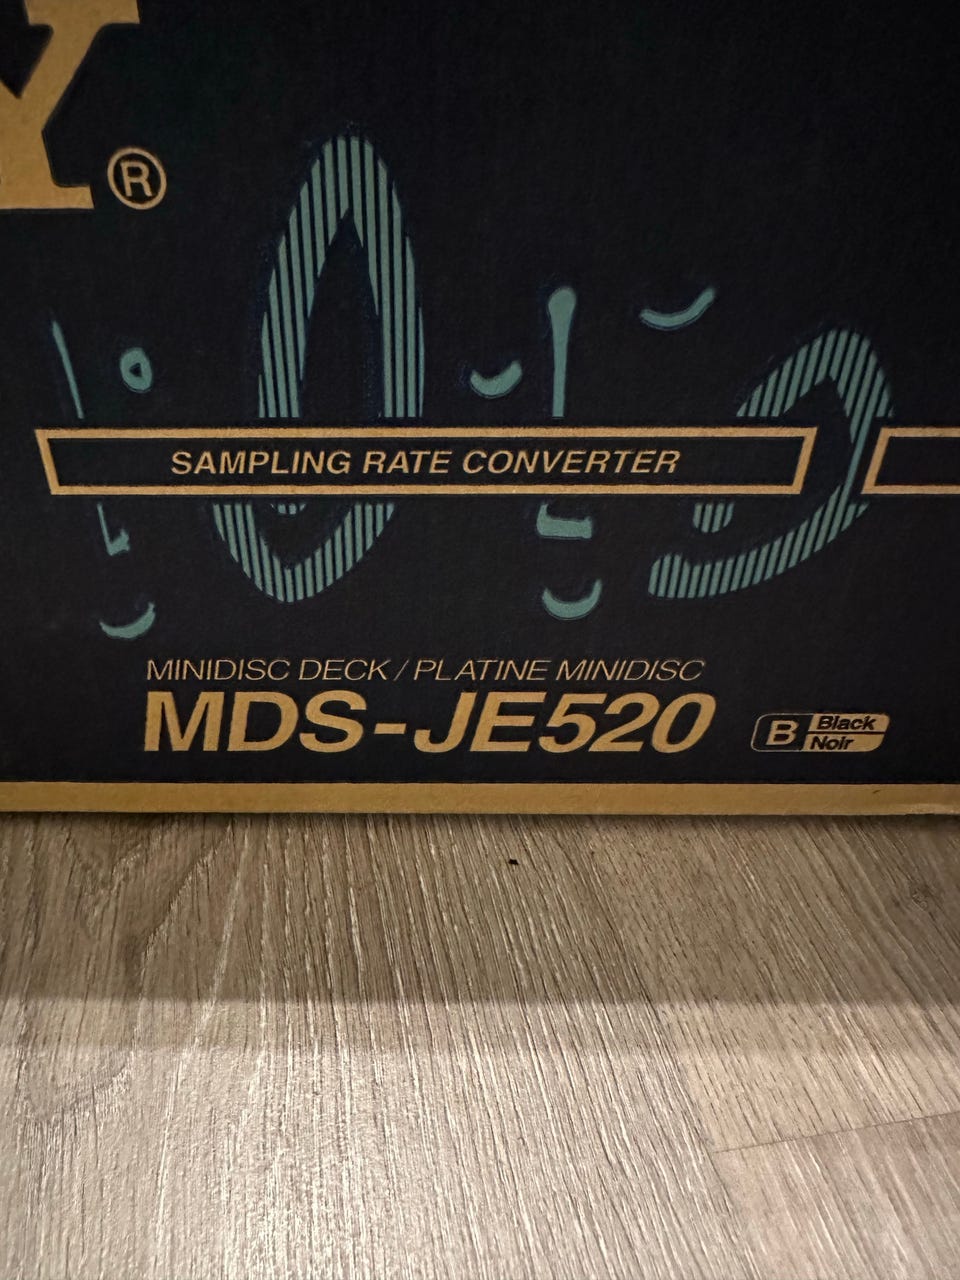 Y®
SAMPLING RATE CONVERTER
MINIDISC DECK / PLATINE MINIDISC
MDS-JE520
B Black
Noir